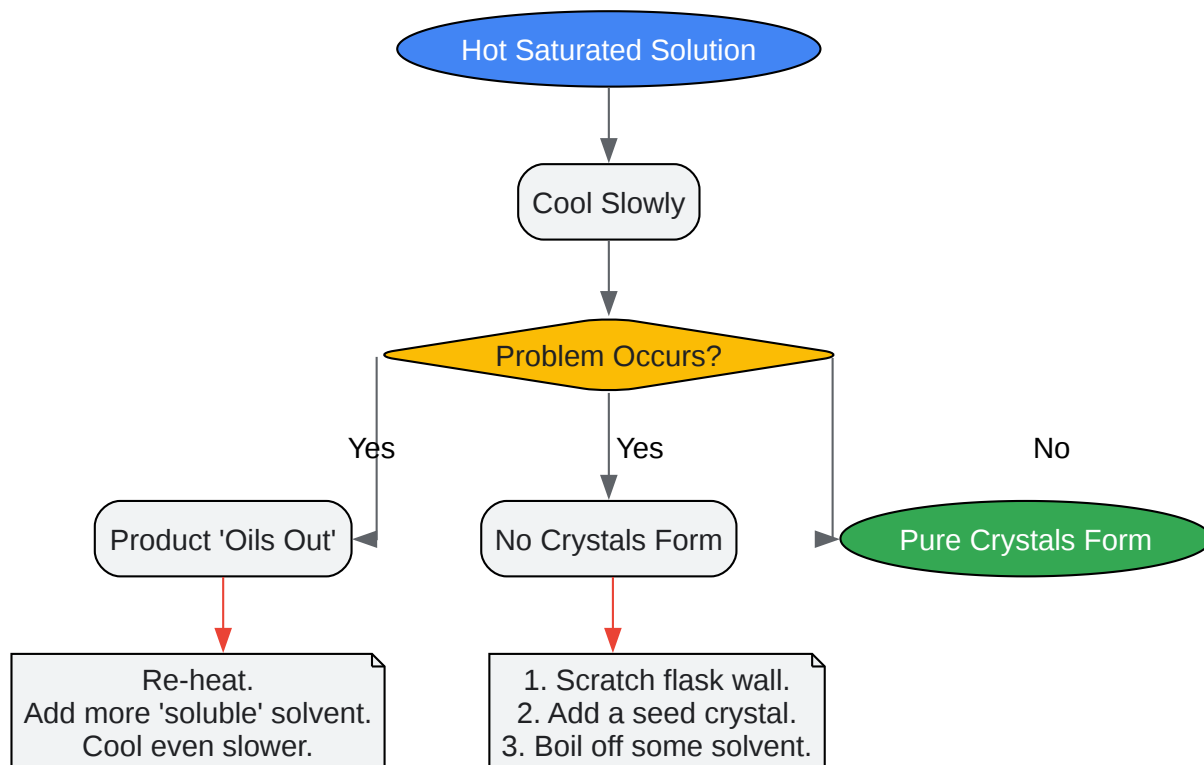 Hot Saturated Solution
Cool Slowly
Problem Occurs?
Yes
Yes
No
Product 'Oils Out'
No Crystals Form
Pure Crystals Form
Re-heat.
Add more 'soluble' solvent.
Cool even slower.
1. Scratch flask wall.
2. Add a seed crystal.
3. Boil off some solvent.